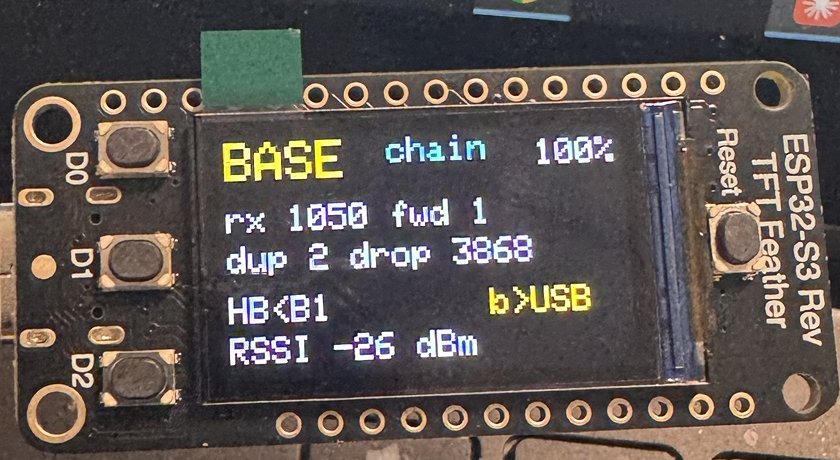 BASE chain 100%
rx 1050 fwd 1
dup 2 drop 3868
HB<B1 b>USB
RSSI -26 dBm
D0
D1
D2
Reset
ESP32-S3 Rev
TFT Feather